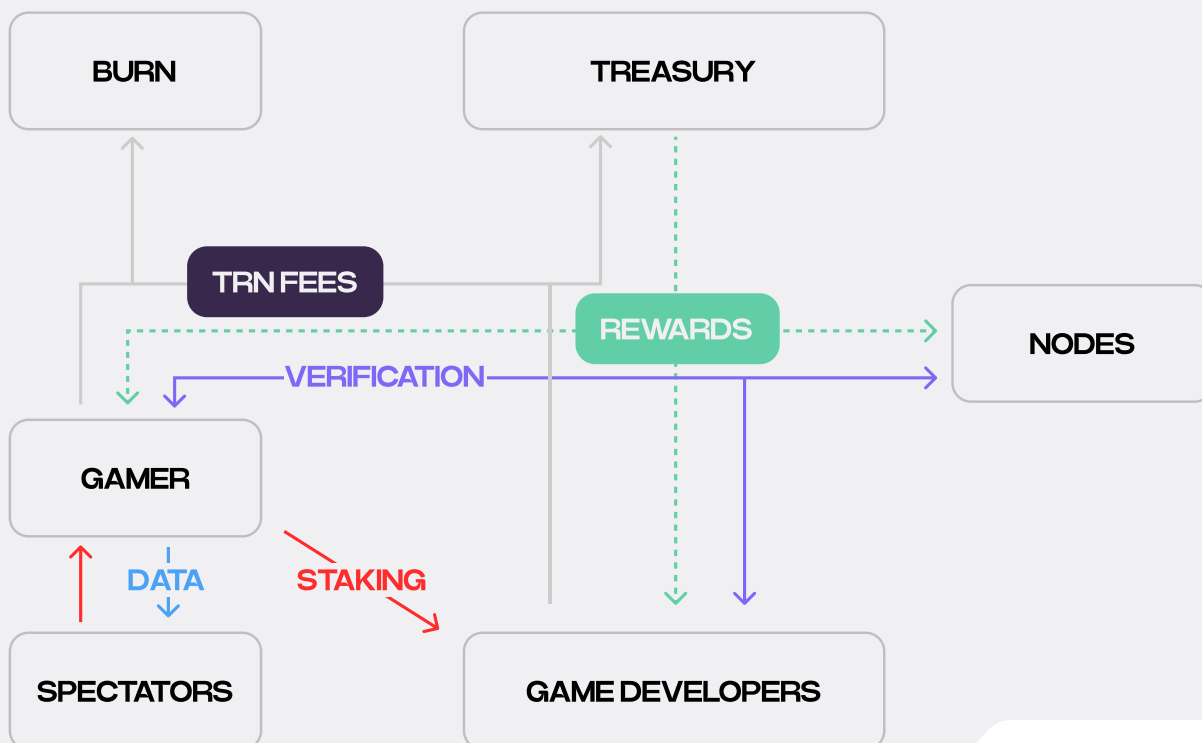 BURN
TREASURY
TRN FEES
REWARDS
NODES
VERIFICATION
GAMER
DATA
STAKING
SPECTATORS
GAME DEVELOPERS